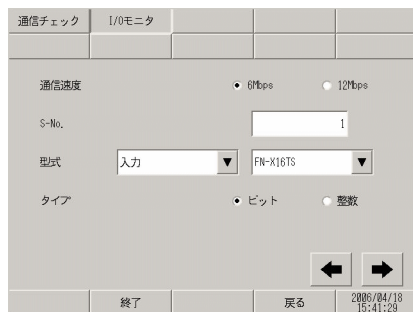 通信チェック I/Oモニタ
通信速度 6Mbps 12Mbps
S-No. 1
型式 入力 FN-X16TS
タイプ ビット 整数
終了 戻る 2006/04/18
15:41:29